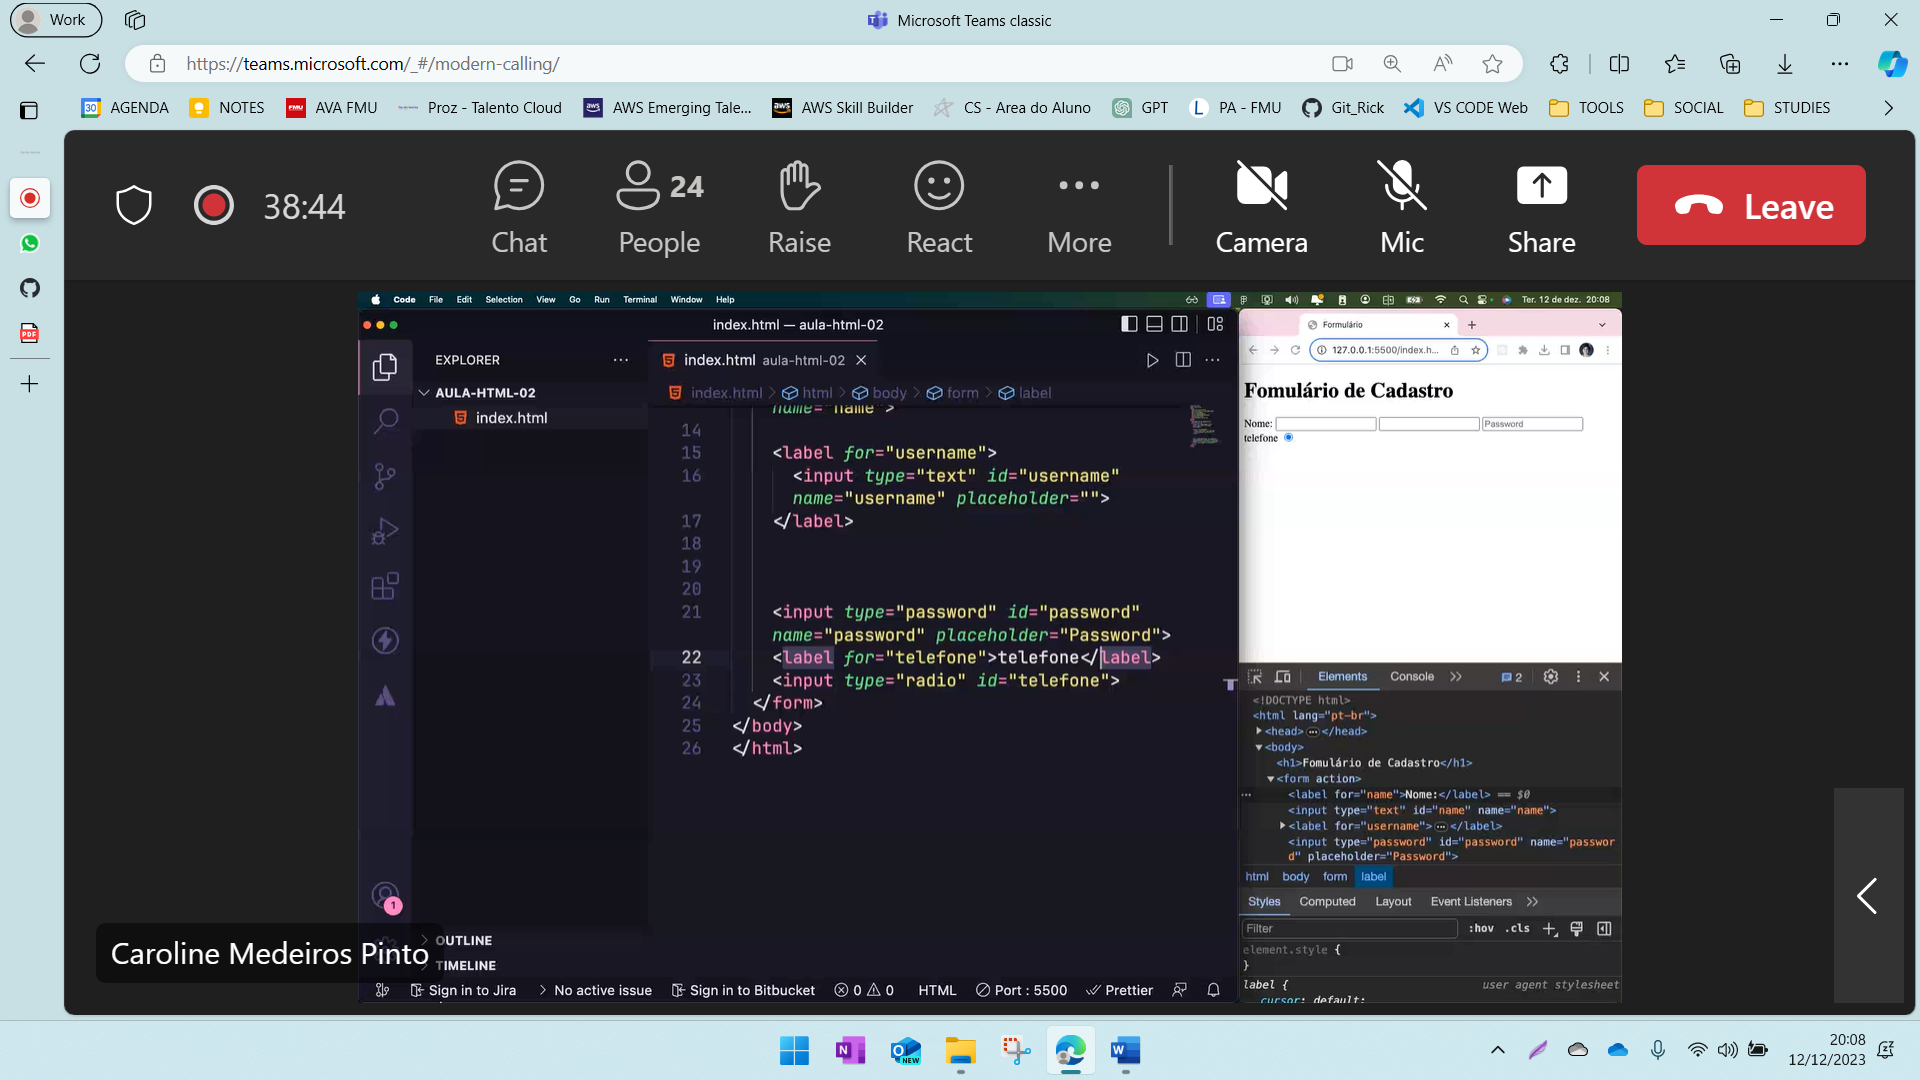 Work
Microsoft Teams classic
https://teams.microsoft.com/_#/modern-calling/
AGENDA
NOTES
AVA FMU
Proz - Talento Cloud
AWS Emerging Tale...
AWS Skill Builder
CS - Area do Aluno
GPT
PA - FMU
Git_Rick
VS CODE Web
TOOLS
SOCIAL
STUDIES
38:44
Chat
24
People
Raise
React
More
Camera
Mic
Share
Leave
Code File Edit Selection View Go Run Terminal Window Help
Ter. 12 de dez. 20:08
index.html — aula-html-02
EXPLORER
AULA-HTML-02
index.html
index.html aula-html-02
index.html > html > body > form > label
name="name">
14
15 <label for="username">
16 <input type="text" id="username"
name="username" placeholder="">
17 </label>
18
19
20
21 <input type="password" id="password"
name="password" placeholder="Password">
22 <label for="telefone">telefone</label>
23 <input type="radio" id="telefone">
24 </form>
25 </body>
26 </html>
OUTLINE
TIMELINE
1
Sign in to Jira
No active issue
Sign in to Bitbucket
0 0
HTML
Port : 5500
Prettier
Formulário
127.0.0.1:5500/index.h...
Fomulário de Cadastro
Nome:
Password
telefone
Elements
Console
2
<!DOCTYPE html>
<html lang="pt-br">
<head>...</head>
<body>
<h1>Fomulário de Cadastro</h1>
<form action>
... <label for="name">Nome:</label> == $0
<input type="text" id="name" name="name">
<label for="username">...</label>
<input type="password" id="password" name="passwor
d" placeholder="Password">
html body form label
Styles Computed Layout Event Listeners
Filter
:hov .cls
element.style {
}
label {
user agent stylesheet
cursor: default;
Caroline Medeiros Pinto
20:08
12/12/2023